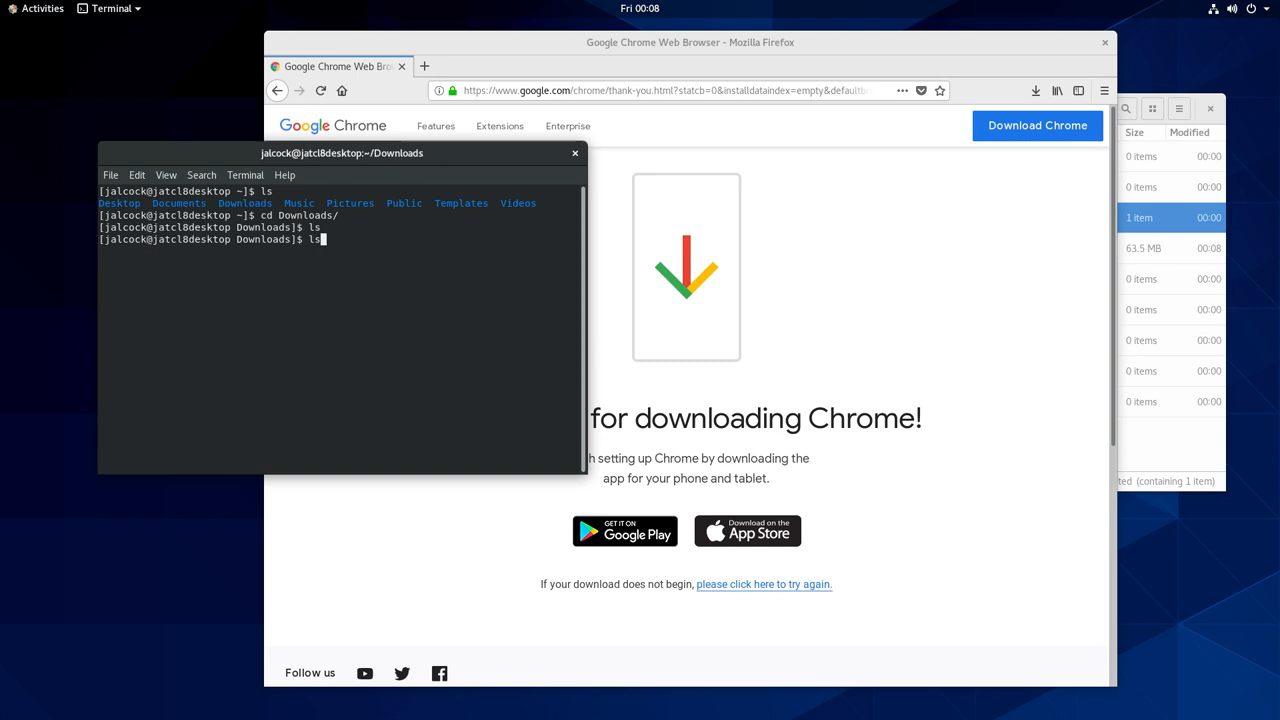 Activities Terminal Fri 00:08
Google Chrome Web Browser - Mozilla Firefox
Google Chrome Web Bro
https://www.google.com/chrome/thank-you.html?statcb=0&installdataindex=empty&defaultb
Google Chrome Features Extensions Enterprise Download Chrome
Size Modified
0 items 00:00
0 items 00:00
1 item 00:00
63.5 MB 00:08
0 items 00:00
0 items 00:00
0 items 00:00
0 items 00:00
0 items 00:00
ted (containing 1 item)
jalcock@jatcl8desktop:~/Downloads
File Edit View Search Terminal Help
[jalcock@jatcl8desktop ~]$ ls
Desktop Documents Downloads Music Pictures Public Templates Videos
[jalcock@jatcl8desktop ~]$ cd Downloads/
[jalcock@jatcl8desktop Downloads]$ ls
[jalcock@jatcl8desktop Downloads]$ ls
for downloading Chrome!
h setting up Chrome by downloading the
app for your phone and tablet.
GET IT ON
Google Play
Download on the
App Store
If your download does not begin, please click here to try again.
Follow us